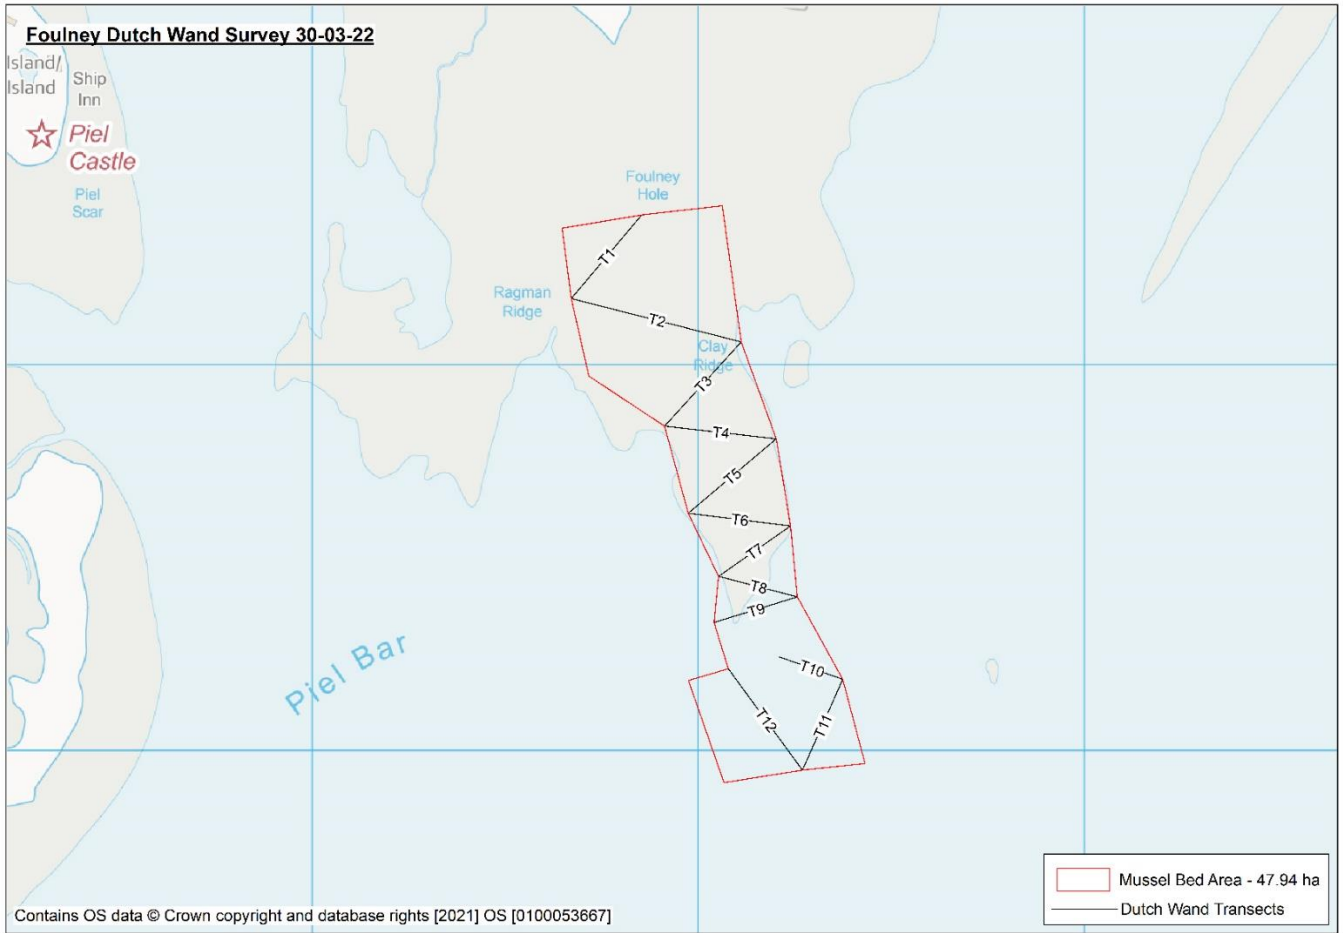 Foulney Dutch Wand Survey 30-03-22
Island/
Island
Ship
Inn
Piel
Castle
Piel
Scar
Foulney
Hole
Ragman
Ridge
Clay
Ridge
T1
T2
T3
T4
T5
T6
T7
T8
T9
T10
T11
T12
Piel Bar
Mussel Bed Area - 47.94 ha
Dutch Wand Transects
Contains OS data © Crown copyright and database rights [2021] OS [0100053667]